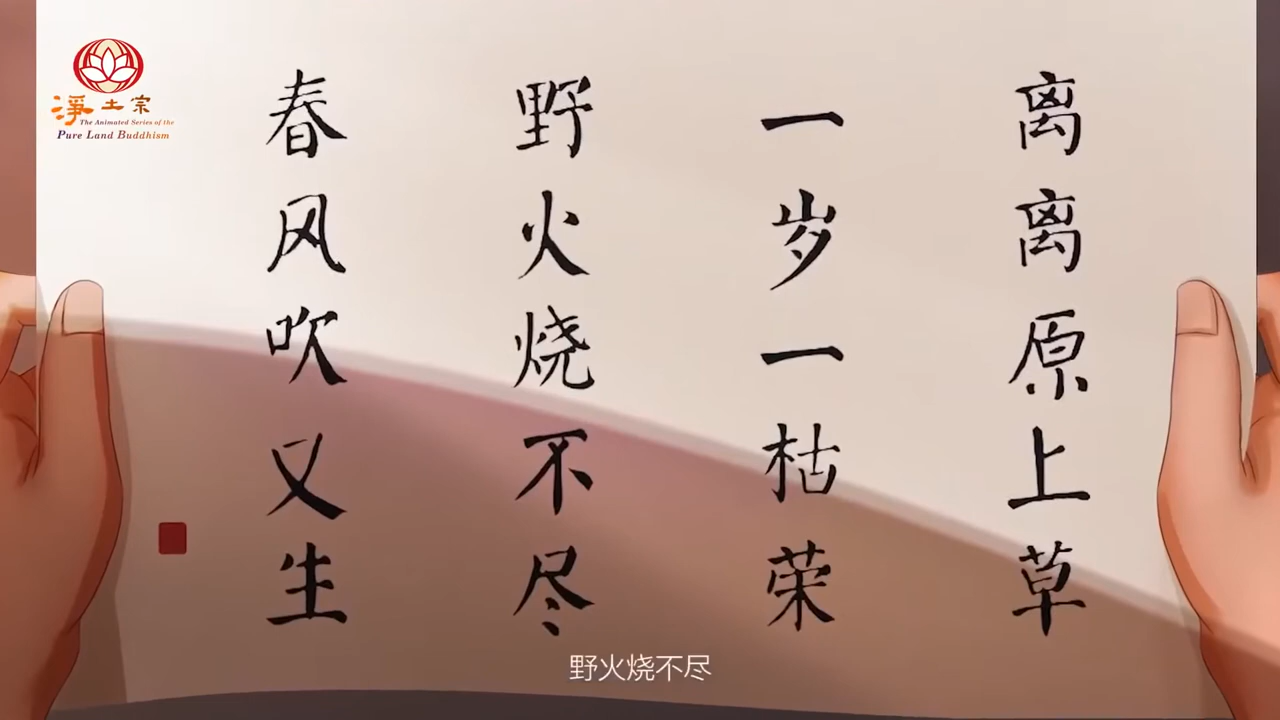 淨土宗
The Animated Series of the
Pure Land Buddhism
离离原上草
一岁一枯荣
野火烧不尽
春风吹又生
野火烧不尽